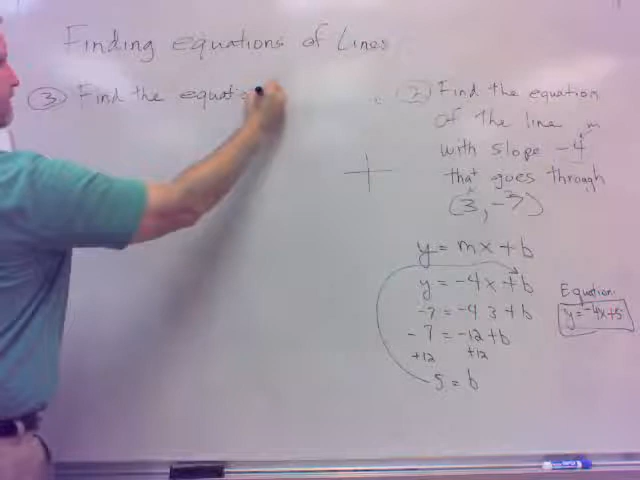 Finding equations of Lines
③ Find the equatio
② Find the equation
of the line m
with slope -4
that goes through
(3, -7)
y = mx + b
y = -4x + b
-7 = -4·3 + b
-7 = -12 + b
+12 +12
5 = b
Equation:
y = -4x+5